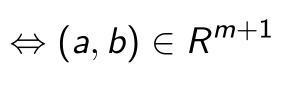 ⇔ (a, b) ∈ R^{m+1}